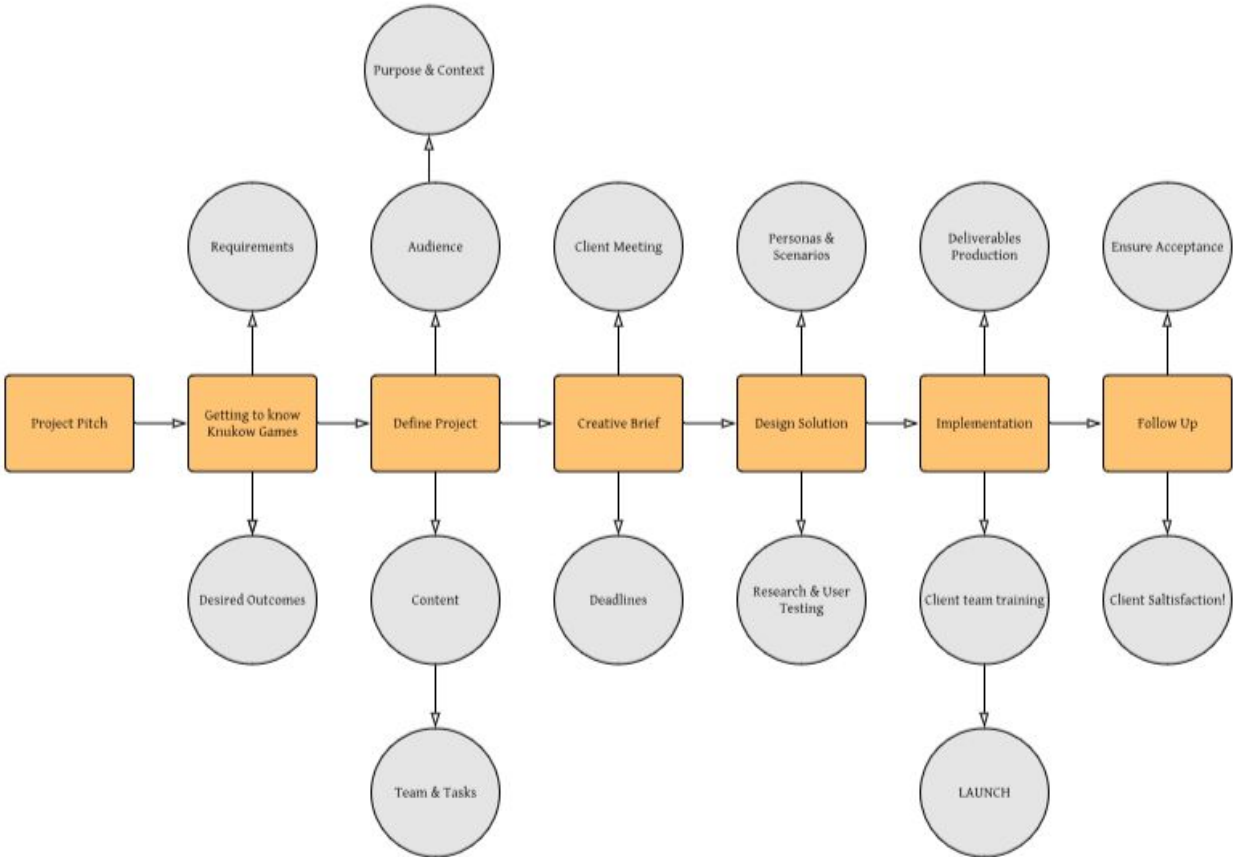 Purpose & Context
Requirements
Audience
Client Meeting
Personas &
Scenarios
Deliverables
Production
Ensure Acceptance
Project Pitch
Getting to know
Knukow Games
Define Project
Creative Brief
Design Solution
Implementation
Follow Up
Desired Outcomes
Content
Deadlines
Research & User
Testing
Client team training
Client Saltisfaction!
Team & Tasks
LAUNCH